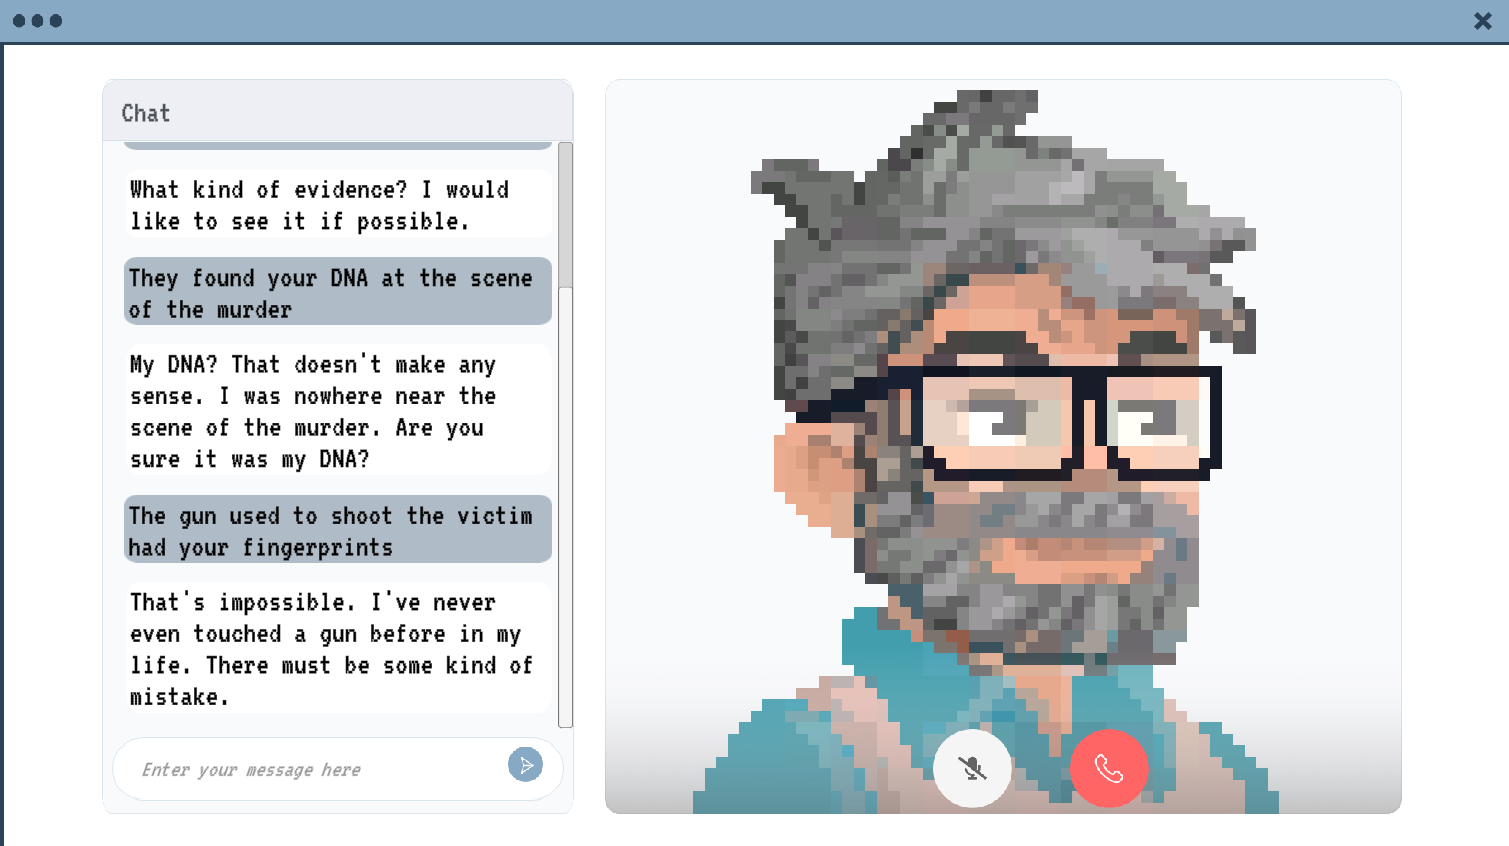 Chat
What kind of evidence? I would
like to see it if possible.
They found your DNA at the scene
of the murder
My DNA? That doesn't make any
sense. I was nowhere near the
scene of the murder. Are you
sure it was my DNA?
The gun used to shoot the victim
had your fingerprints
That's impossible. I've never
even touched a gun before in my
life. There must be some kind of
mistake.
Enter your message here